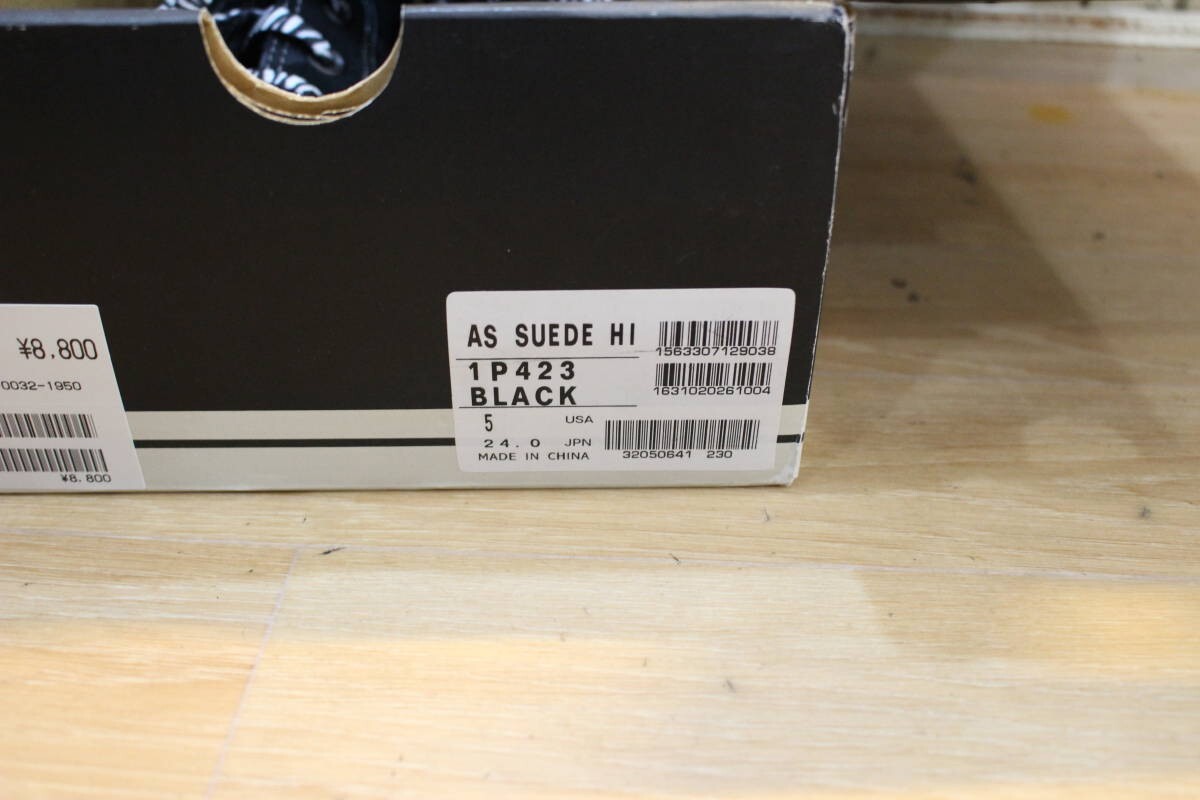 ¥8.800
0032-1950
¥8.800
AS SUEDE HI
1563307129038
1P423
1631020261004
BLACK
5 USA
24.0 JPN
MADE IN CHINA
32050641 230